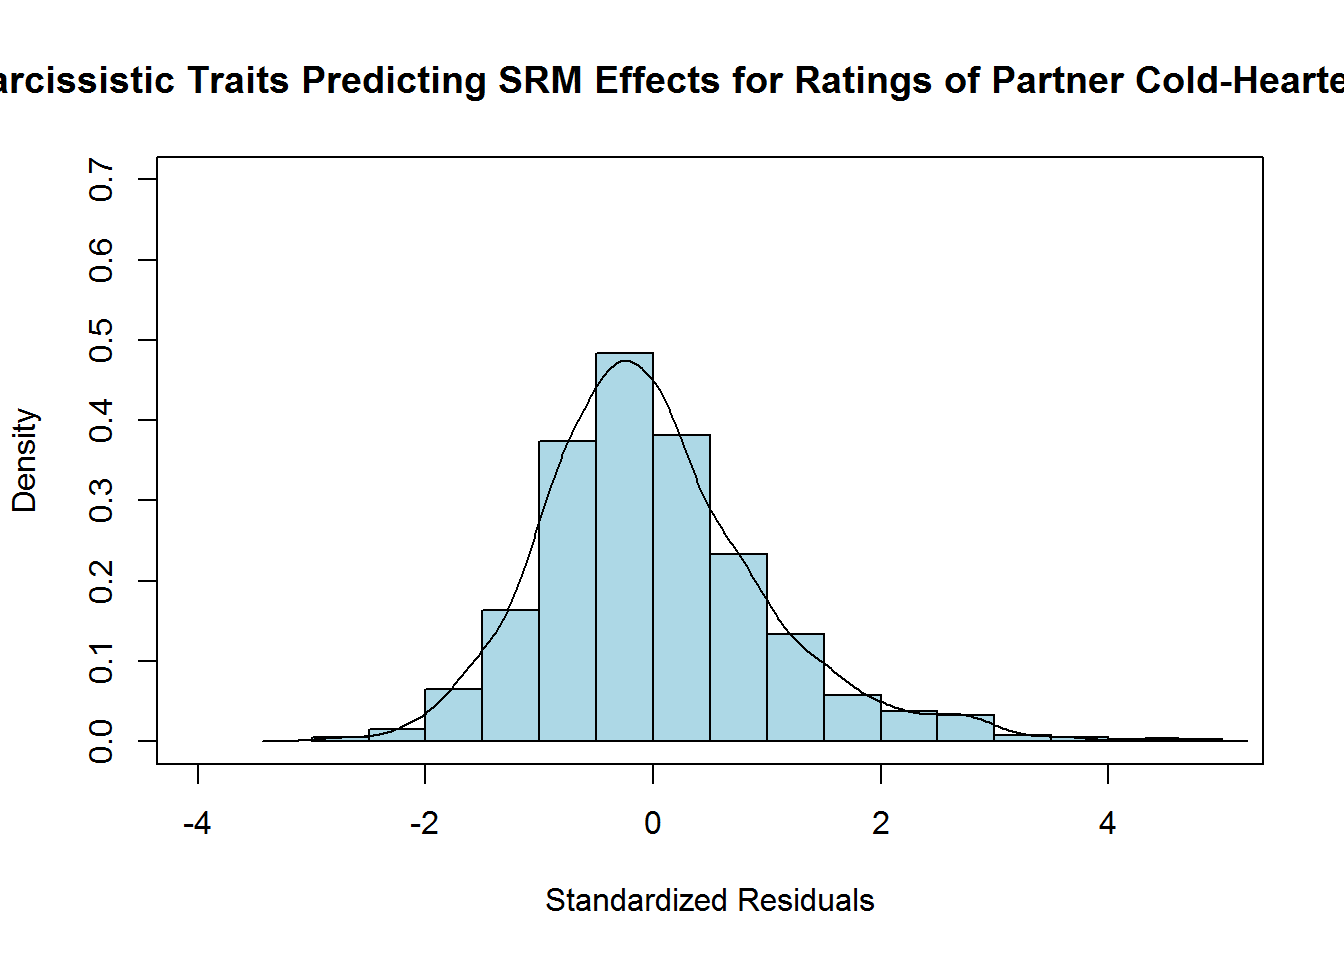 arcissistic Traits Predicting SRM Effects for Ratings of Partner Cold-Hearte
0.7
0.6
0.5
0.4
0.3
0.2
0.1
0.0
Density
-4 -2 0 2 4
Standardized Residuals